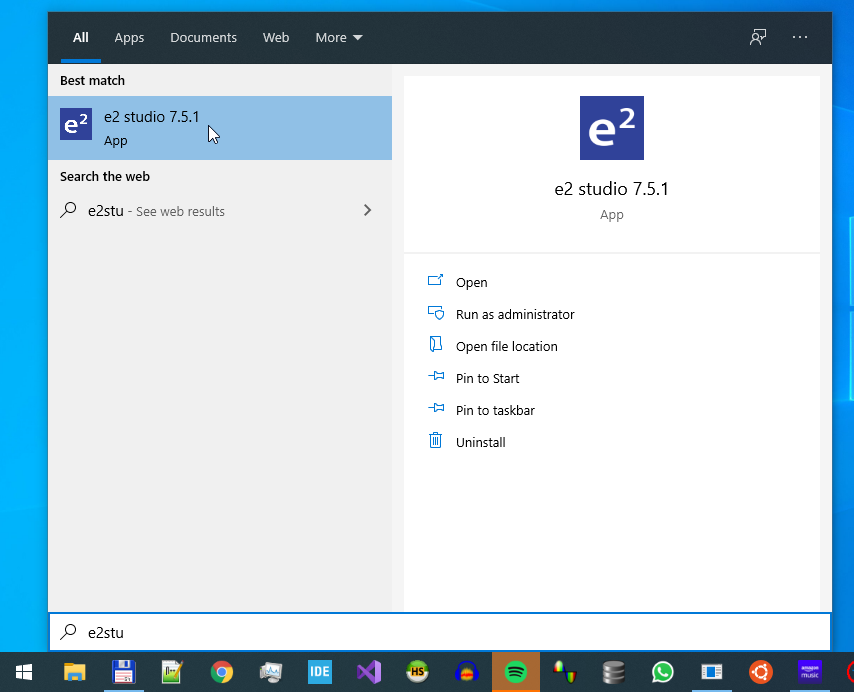 All Apps Documents Web More
Best match
e2 studio 7.5.1
App
Search the web
e2stu - See web results
e2
e2
e2 studio 7.5.1
App
Open
Run as administrator
Open file location
Pin to Start
Pin to taskbar
Uninstall
e2stu
IDE
HS
amazon
music